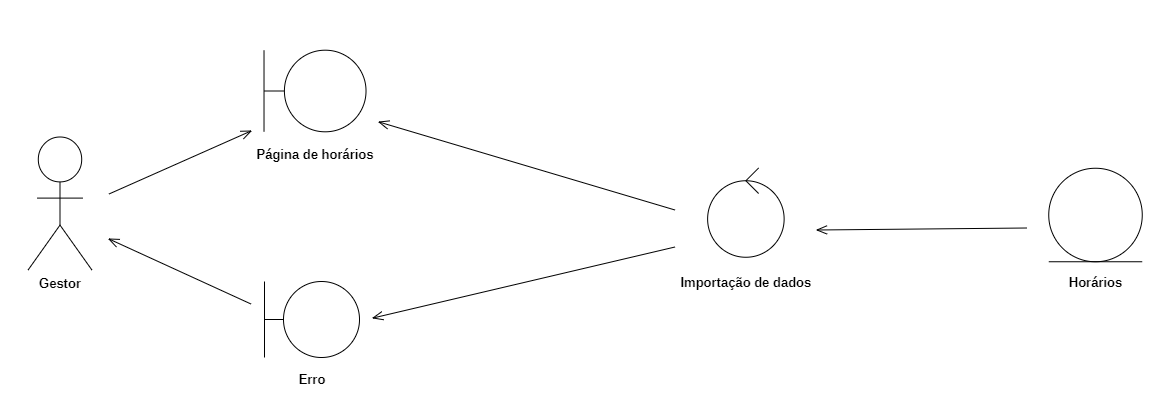 Página de horários
Gestor
Importação de dados
Horários
Erro